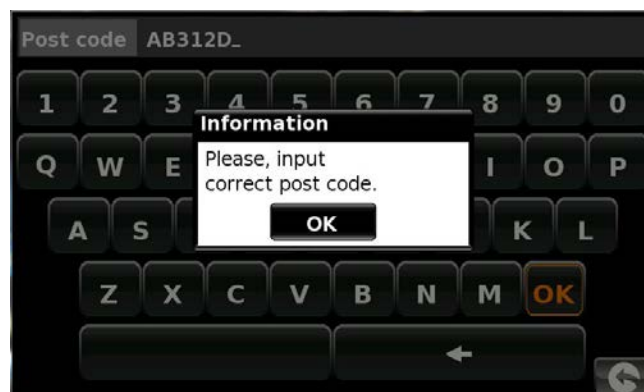 Post code AB312D_
1 2 3 4 5 6 7 8 9 0
Information
Q W E I O P
Please, input
correct post code.
A S K L
OK
Z X C V B N M OK